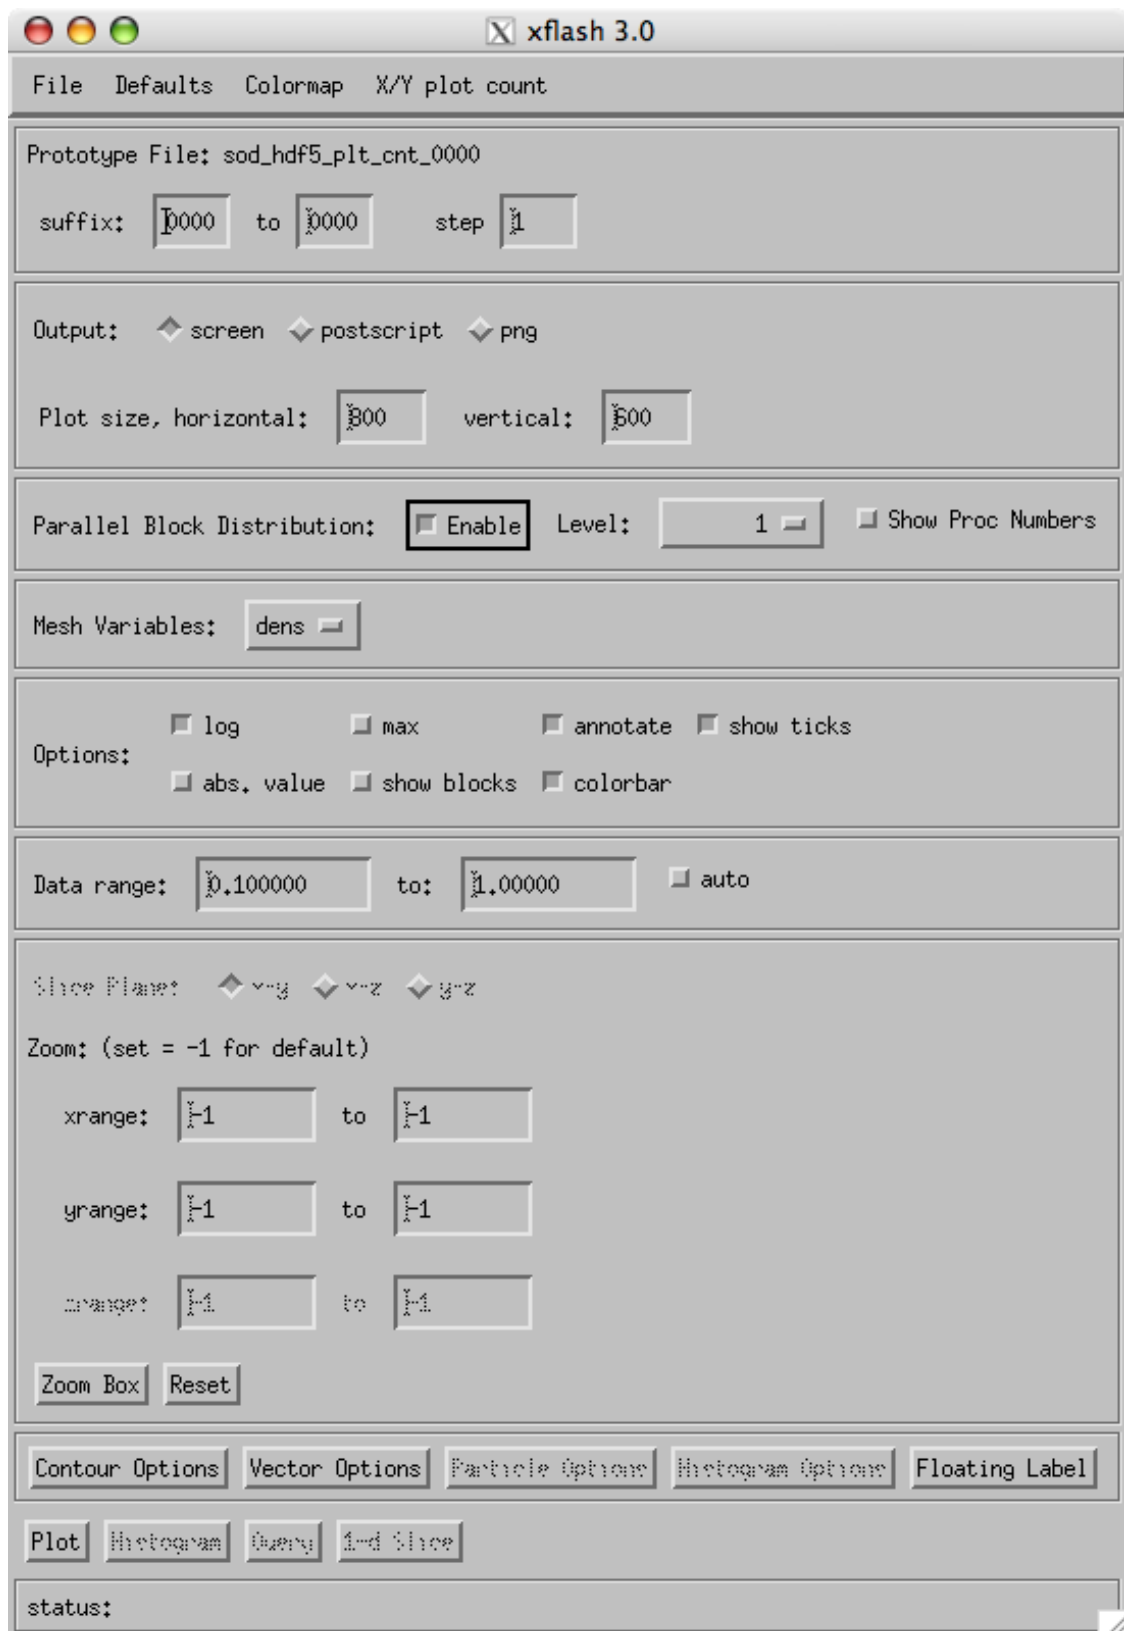 xflash 3.0
File Defaults Colormap X/Y plot count
Prototype File: sod_hdf5_plt_cnt_0000
suffix: 0000 to 0000 step 1
Output: screen postscript png
Plot size, horizontal: 800 vertical: 600
Parallel Block Distribution: Enable Level: 1 Show Proc Numbers
Mesh Variables: dens
Options: log max annotate show ticks
abs. value show blocks colorbar
Data range: 0.100000 to: 1.00000 auto
Slice Plane: x-y x-z y-z
Zoom: (set = -1 for default)
xrange: -1 to -1
yrange: -1 to -1
zrange: -1 to -1
Zoom Box Reset
Contour Options Vector Options Particle Options Histogram Options Floating Label
Plot Histogram Query 1-d Slice
status: